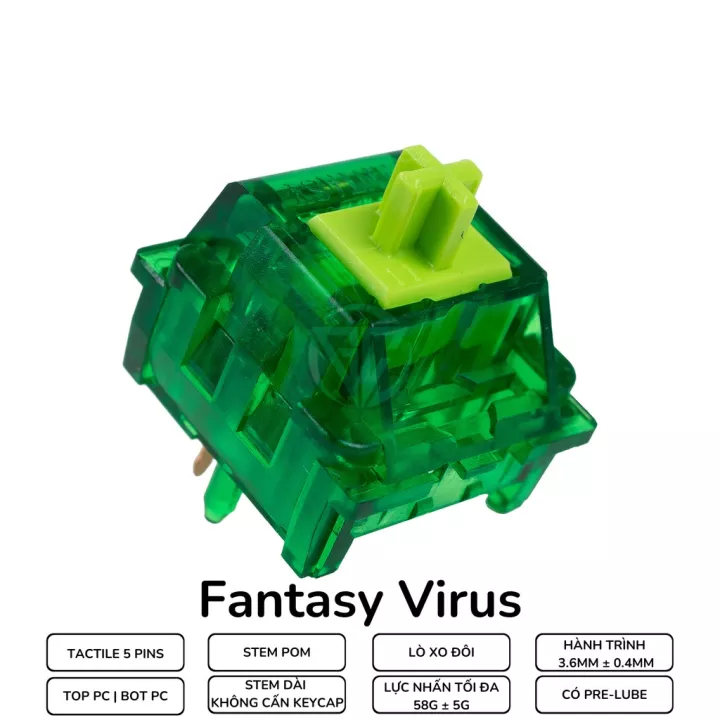 Fantasy Virus
TACTILE 5 PINS
STEM POM
LÒ XO ĐÔI
HÀNH TRÌNH
3.6MM ± 0.4MM
TOP PC | BOT PC
STEM DÀI
KHÔNG CẤN KEYCAP
LỰC NHẤN TỐI ĐA
58G ± 5G
CÓ PRE-LUBE